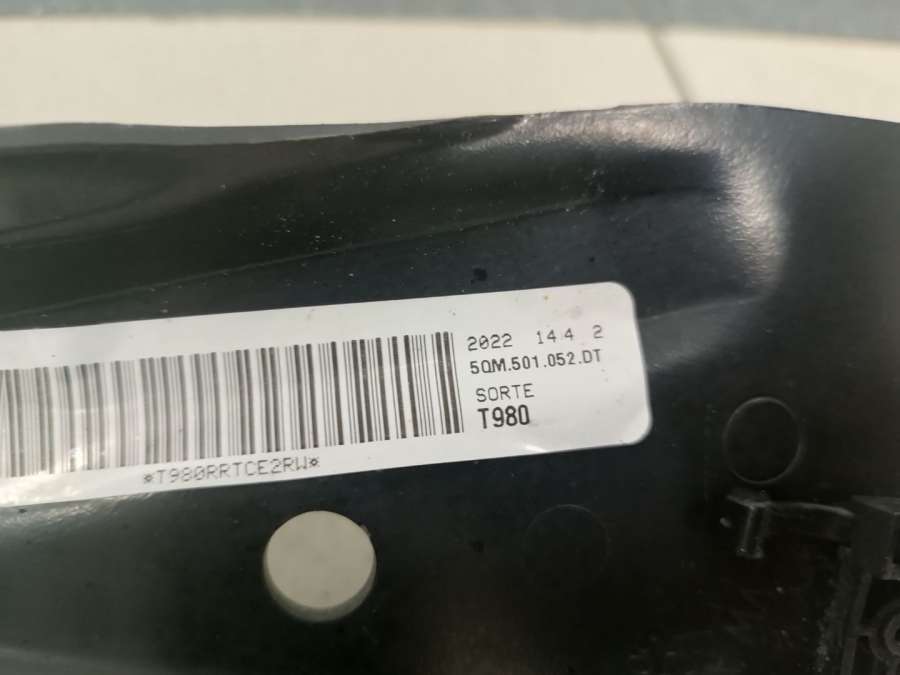 2022 14.4 2
5QM.501.052.DT
SORTE
T980
*T980RRTCE2RW*